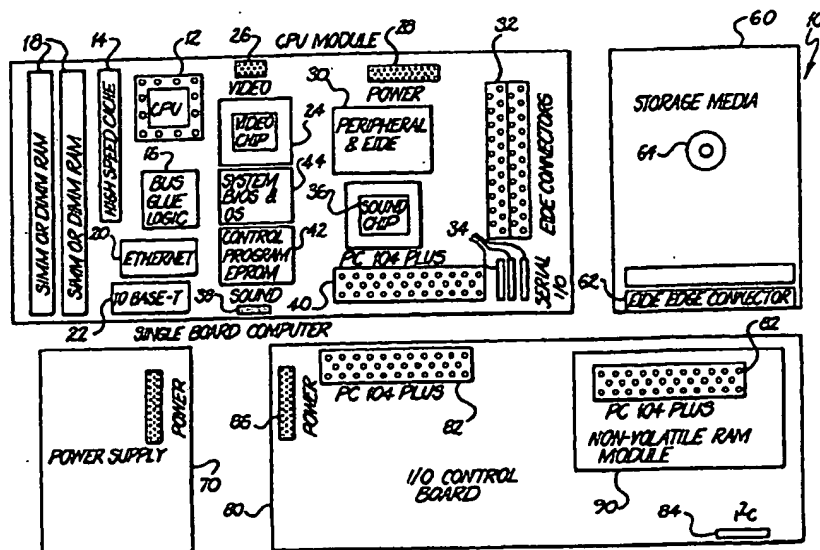 18 14 12 26 CPU MODULE 28 32 60 10
SIMM OR DIMM RAM
SIMM OR DIMM RAM
HIGH SPEED CACHE
CPU
VIDEO
POWER
30
24
VIDEO
CHIP
PERIPHERAL
& EIDE
EIDE CONNECTORS
STORAGE MEDIA
64
16
BUS
GLUE
LOGIC
44
SYSTEM
BIOS &
OS
36
SOUND
CHIP
20
ETHERNET
CONTROL
PROGRAM
EPROM
42
34
PC 104 PLUS
SERIAL
I/O
10 BASE-T
SOUND
38
40
62
EIDE EDGE CONNECTOR
22
SINGLE BOARD COMPUTER
82
POWER
86
POWER
PC 104 PLUS
82
PC 104 PLUS
NON-VOLATILE RAM
MODULE
POWER SUPPLY
70
80
I/O CONTROL
BOARD
90
84
I²C